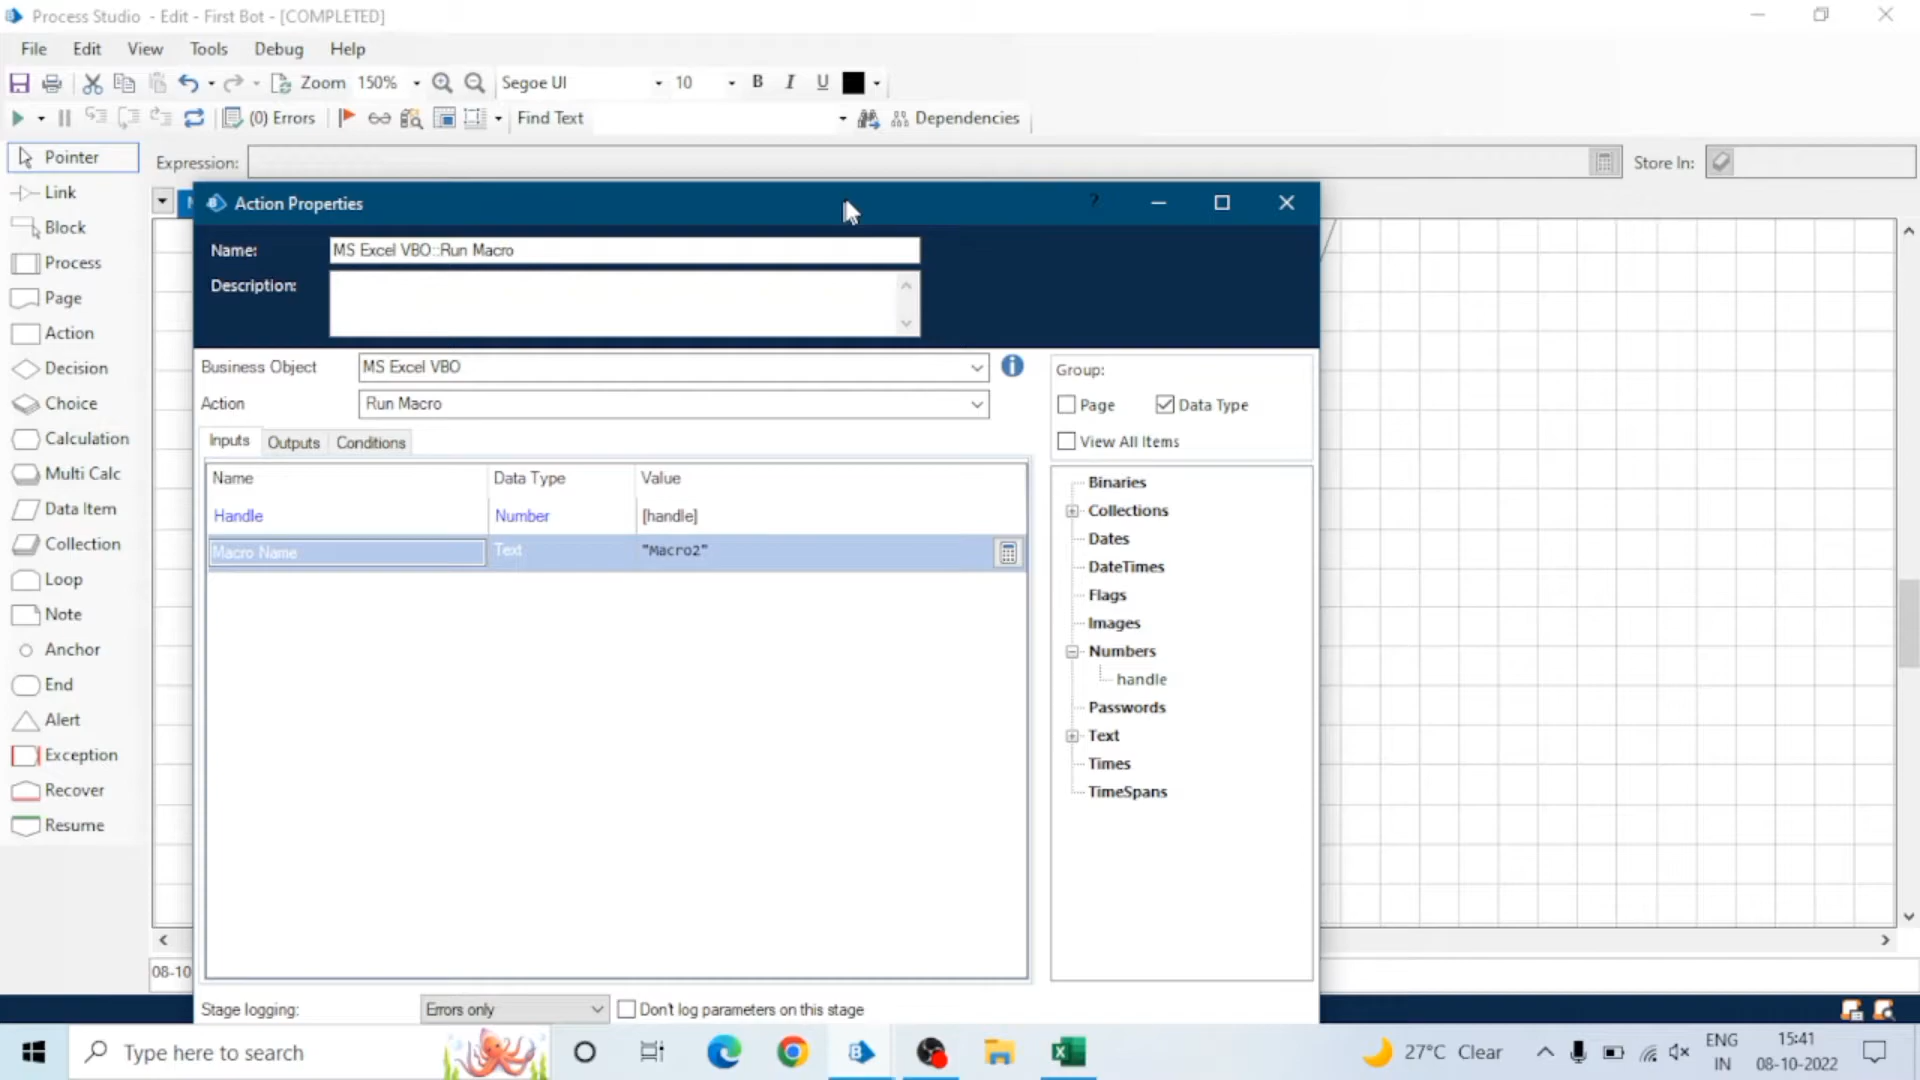 Process Studio - Edit - First Bot - [COMPLETED]
File Edit View Tools Debug Help
Zoom 150% Segoe UI 10 B I U
(0) Errors Find Text Dependencies
Pointer
Expression: Store In:
Link
Block
Process
Page
Action
Decision
Choice
Calculation
Multi Calc
Data Item
Collection
Loop
Note
Anchor
End
Alert
Exception
Recover
Resume
Action Properties ?
Name: MS Excel VBO::Run Macro
Description:
Business Object MS Excel VBO
Action Run Macro
Inputs Outputs Conditions
Name Data Type Value
Handle Number [handle]
Macro Name Text "Macro2"
Group:
Page Data Type
View All Items
Binaries
Collections
Dates
DateTimes
Flags
Images
Numbers
handle
Passwords
Text
Times
TimeSpans
08-10
Stage logging: Errors only Don't log parameters on this stage
Type here to search
27°C Clear
ENG
IN
15:41
08-10-2022